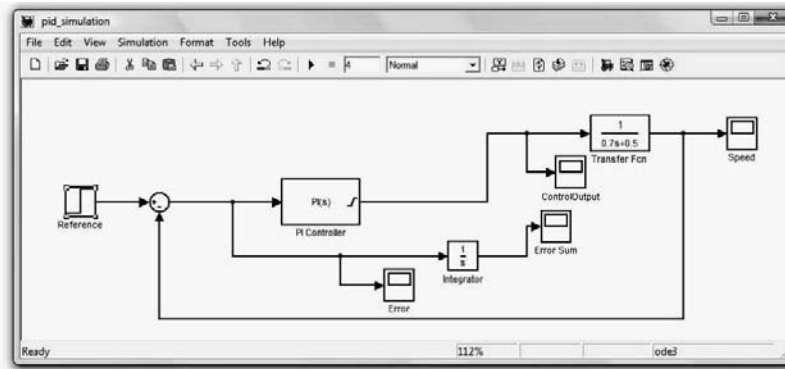 pid_simulation
File Edit View Simulation Format Tools Help
4 Normal
1
0.7s+0.5
Transfer Fcn
Speed
ControlOutput
PI(s)
PI Controller
Reference
+
-
1
s
Integrator
Error Sum
Error
Ready 112% ode3